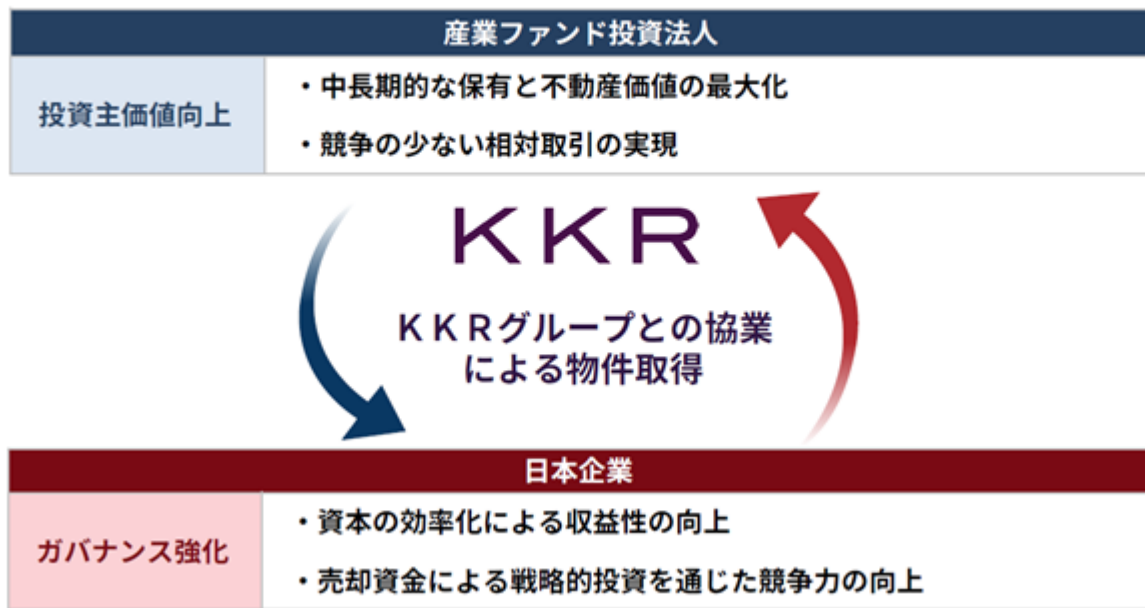 産業ファンド投資法人
投資主価値向上
・中長期的な保有と不動産価値の最大化
・競争の少ない相対取引の実現
KKR
ＫＫＲグループとの協業
による物件取得
日本企業
ガバナンス強化
・資本の効率化による収益性の向上
・売却資金による戦略的投資を通じた競争力の向上